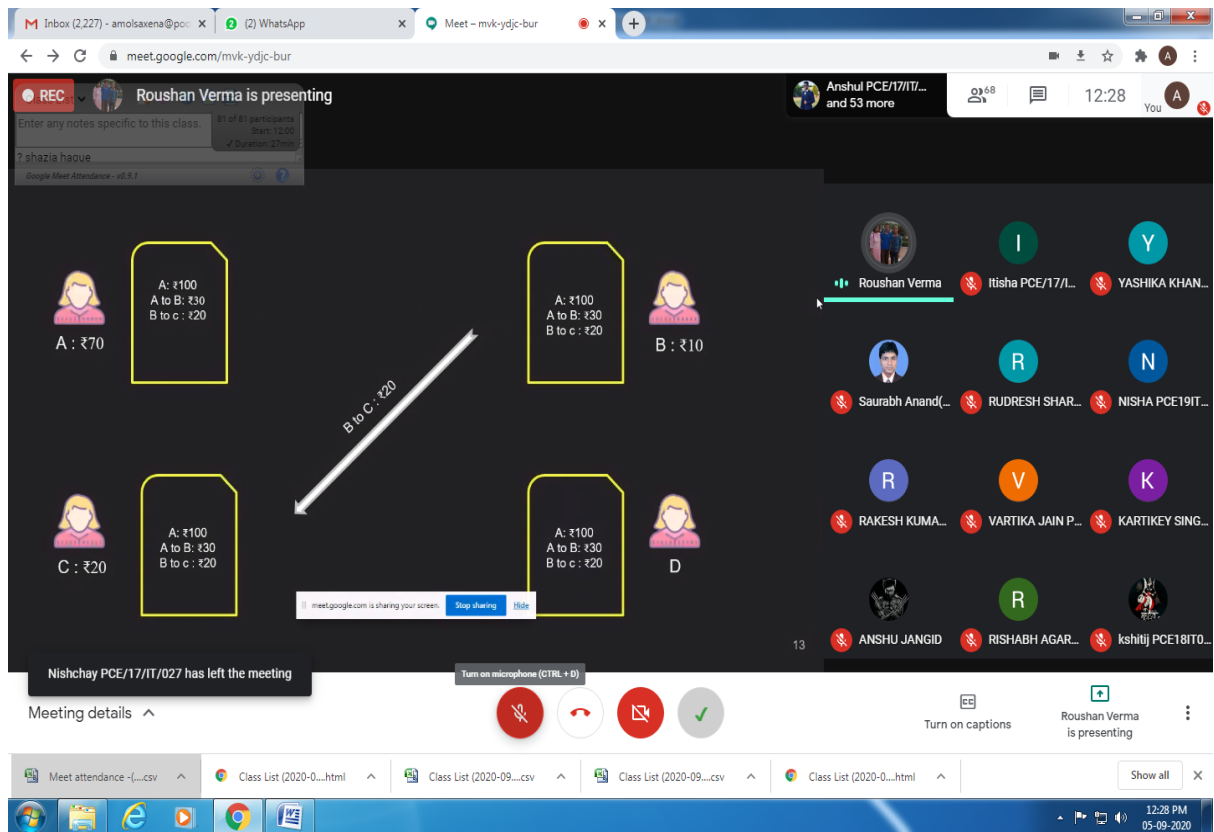 Inbox (2,227) - amolsaxena@poc
(2) WhatsApp
Meet – mvk-ydjc-bur
meet.google.com/mvk-ydjc-bur
A
REC
Roushan Verma is presenting
Enter any notes specific to this class.
81 of 81 participants
Start: 12.00
✓ Duration: 27min
? shazia haque
Google Meet Attendance - v0.9.1
Anshul PCE/17/IT/...
and 53 more
68
12:28
You
A
A: ₹100
A to B: ₹30
B to c : ₹20
A : ₹70
A: ₹100
A to B: ₹30
B to c : ₹20
B : ₹10
B to C : ₹20
A: ₹100
A to B: ₹30
B to c : ₹20
C : ₹20
A: ₹100
A to B: ₹30
B to c : ₹20
D
meet.google.com is sharing your screen.
Stop sharing
Hide
13
Roushan Verma
I
Itisha PCE/17/I...
Y
YASHIKA KHAN...
Saurabh Anand(...
R
RUDRESH SHAR...
N
NISHA PCE19IT...
R
RAKESH KUMA...
V
VARTIKA JAIN P...
K
KARTIKEY SING...
ANSHU JANGID
R
RISHABH AGAR...
kshitij PCE18IT0...
Nishchay PCE/17/IT/027 has left the meeting
Turn on microphone (CTRL + D)
Meeting details
Turn on captions
Roushan Verma
is presenting
Meet attendance -(....csv
Class List (2020-0....html
Class List (2020-09....csv
Class List (2020-09....csv
Class List (2020-0....html
Show all
12:28 PM
05-09-2020